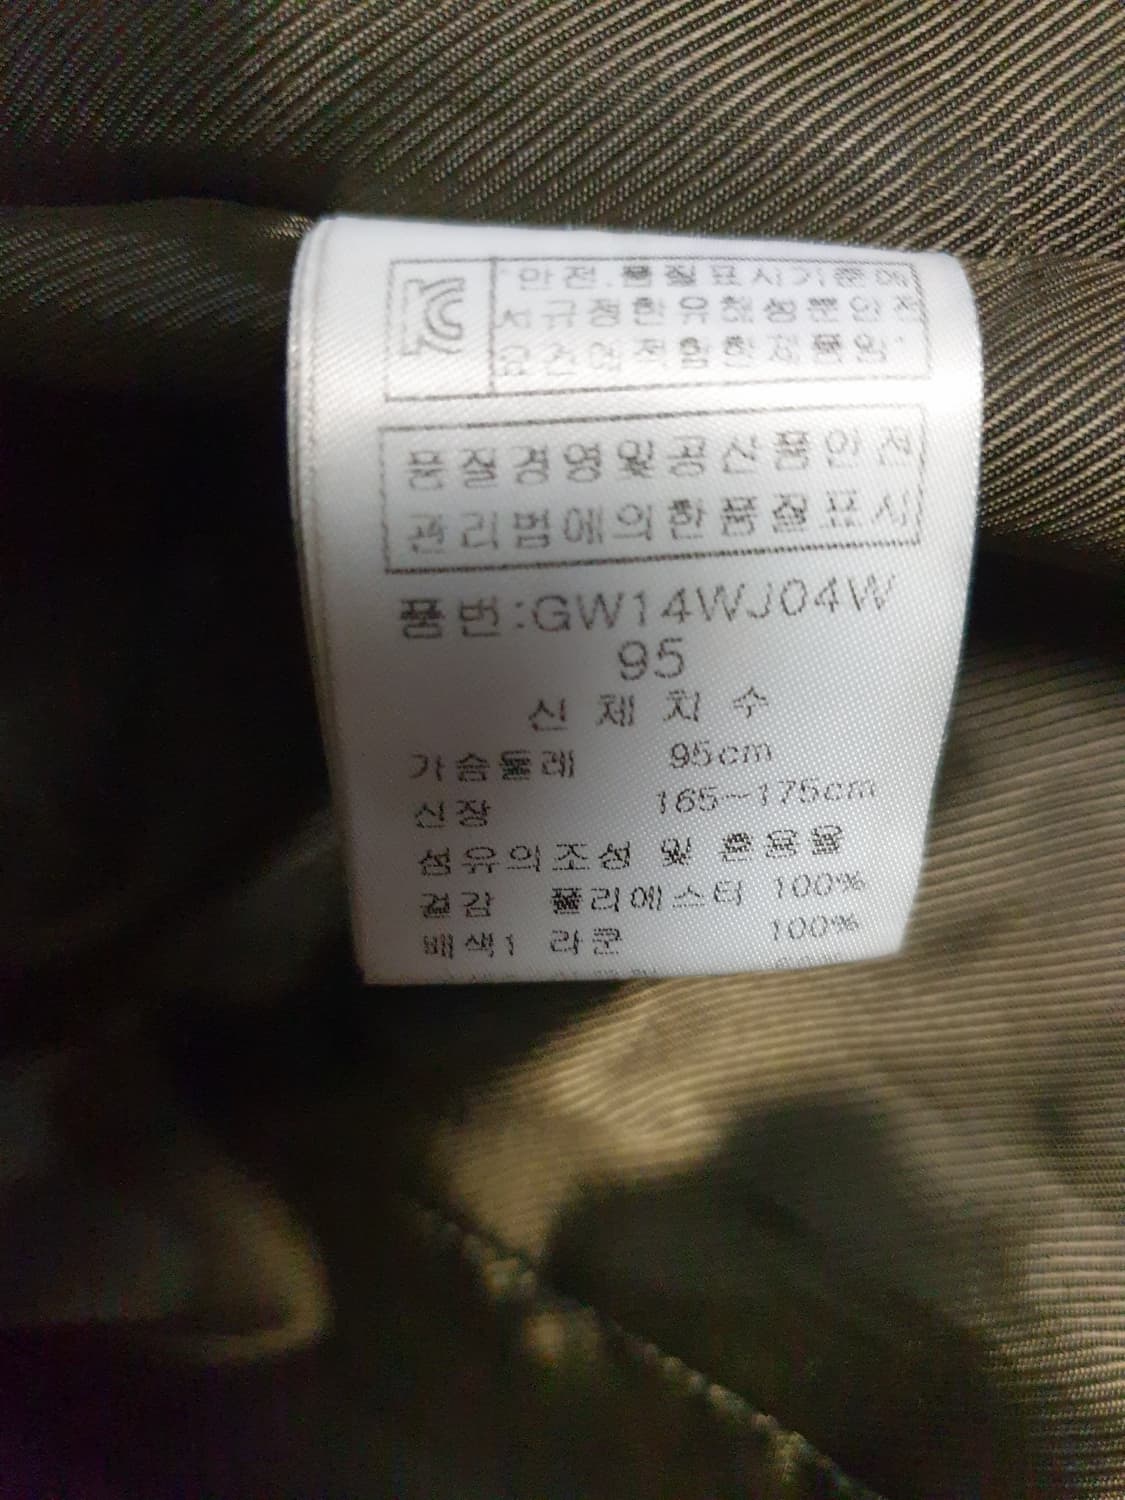 "안전.품질표시기준에
서규정한유해성분안전
요건에적합한제품임"
품질경영및공산품안전
관리법에의한품질표시
품번:GW14WJ04W
95
신체치수
가슴둘레 95cm
신장 165~175cm
섬유의조성 및 혼용율
겉감 폴리에스터 100%
배색1 라쿤 100%